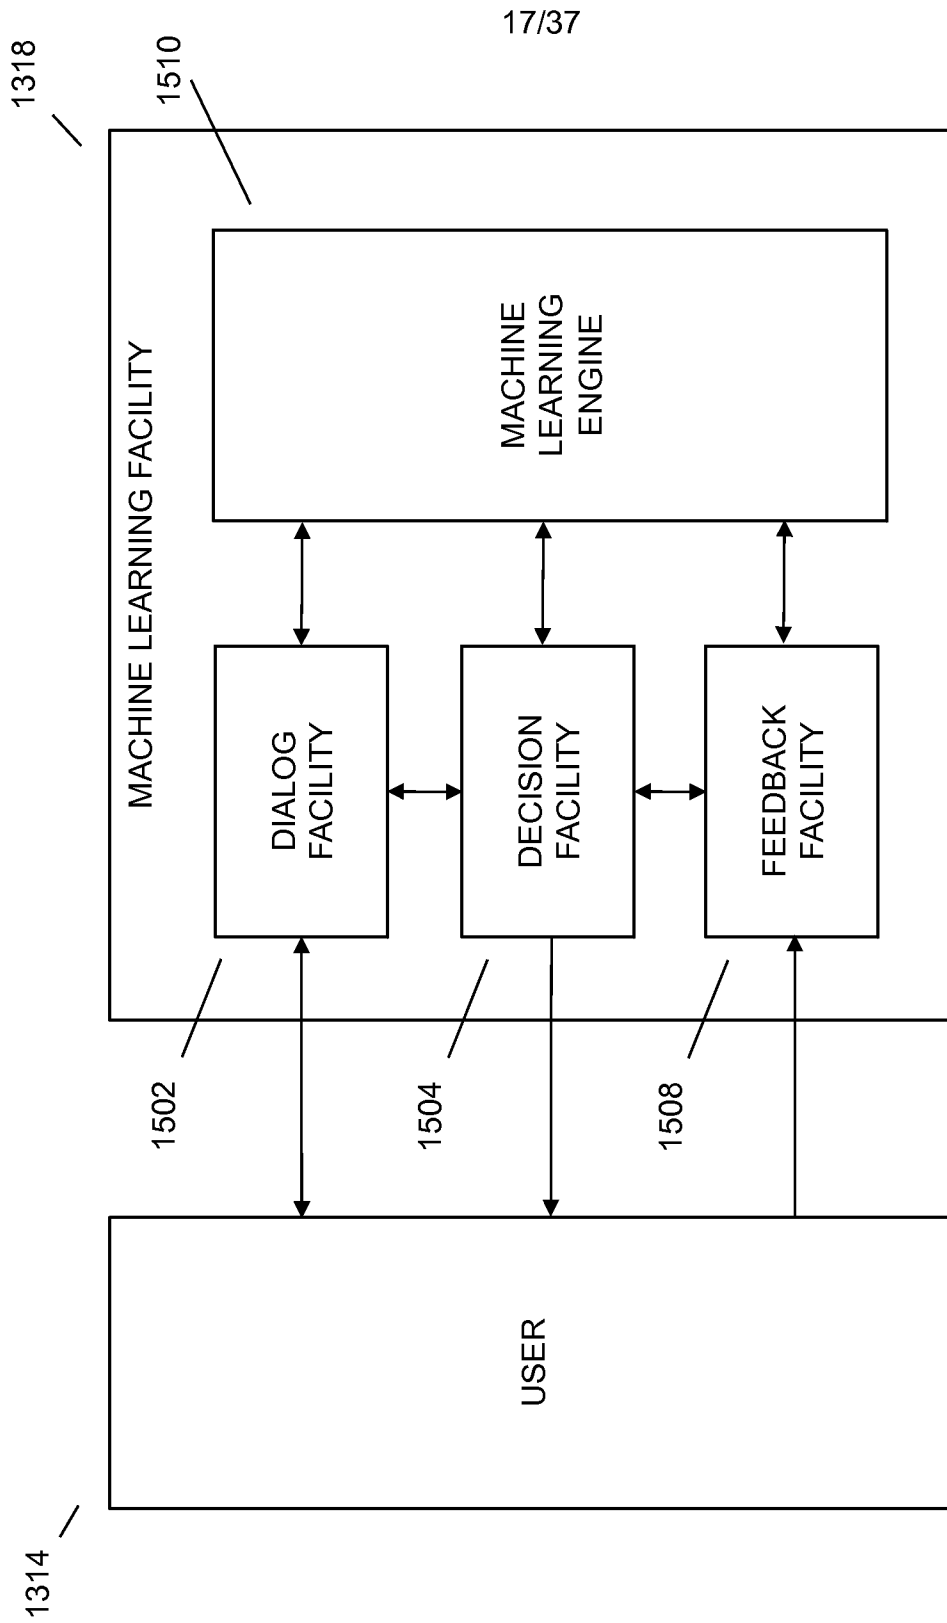 17/37
1314
1318
MACHINE LEARNING FACILITY
1510
USER
1502
DIALOG
FACILITY
1504
DECISION
FACILITY
1508
FEEDBACK
FACILITY
MACHINE
LEARNING
ENGINE